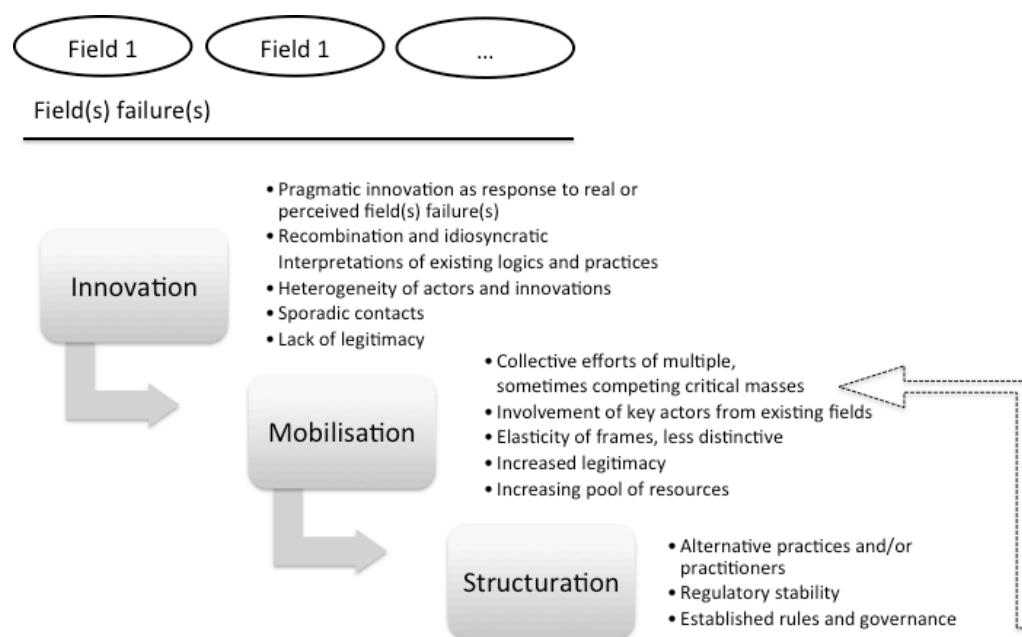 Field 1
Field 1
...
Field(s) failure(s)
Innovation
• Pragmatic innovation as response to real or
perceived field(s) failure(s)
• Recombination and idiosyncratic
Interpretations of existing logics and practices
• Heterogeneity of actors and innovations
• Sporadic contacts
• Lack of legitimacy
Mobilisation
• Collective efforts of multiple,
sometimes competing critical masses
• Involvement of key actors from existing fields
• Elasticity of frames, less distinctive
• Increased legitimacy
• Increasing pool of resources
Structuration
• Alternative practices and/or
practitioners
• Regulatory stability
• Established rules and governance